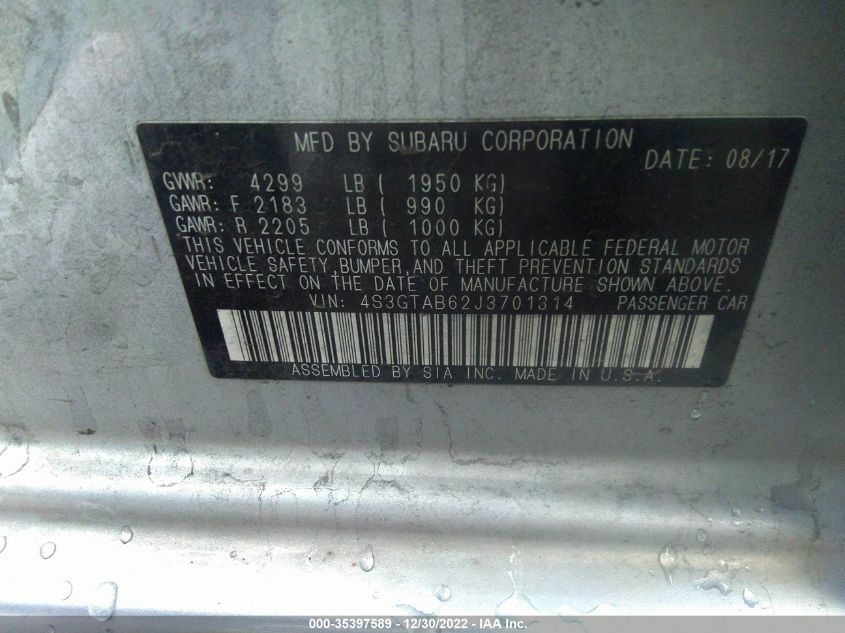 MFD BY SUBARU CORPORATION
DATE: 08/17
GVWR: 4299 LB ( 1950 KG)
GAWR: F 2183 LB ( 990 KG)
GAWR: R 2205 LB ( 1000 KG)
THIS VEHICLE CONFORMS TO ALL APPLICABLE FEDERAL MOTOR
VEHICLE SAFETY,BUMPER,AND THEFT PREVENTION STANDARDS
IN EFFECT ON THE DATE OF MANUFACTURE SHOWN ABOVE.
VIN: 4S3GTAB62J3701314 PASSENGER CAR
ASSEMBLED BY SIA INC. MADE IN U.S.A.
000-35397589 - 12/30/2022 - IAA Inc.